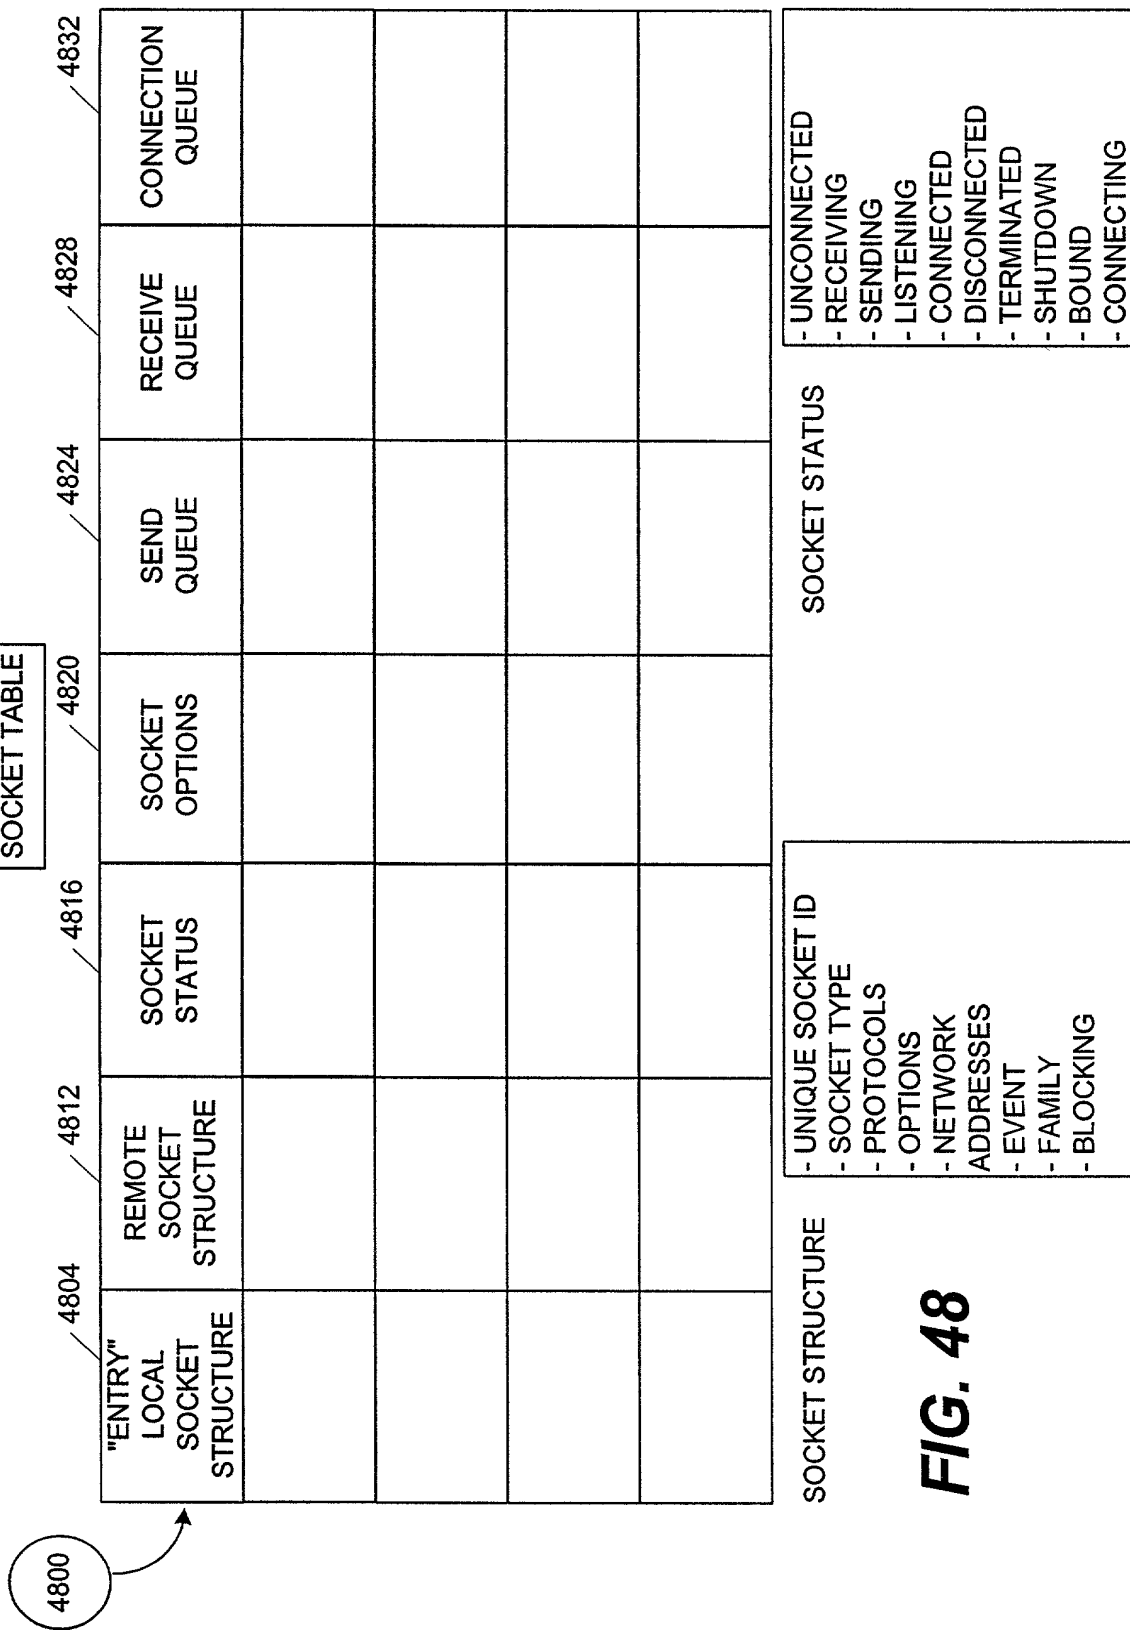 SOCKET TABLE
4800
4804
4812
4816
4820
4824
4828
4832
"ENTRY"
LOCAL
SOCKET
STRUCTURE
REMOTE
SOCKET
STRUCTURE
SOCKET
STATUS
SOCKET
OPTIONS
SEND
QUEUE
RECEIVE
QUEUE
CONNECTION
QUEUE
SOCKET STRUCTURE
- UNIQUE SOCKET ID
- SOCKET TYPE
- PROTOCOLS
- OPTIONS
- NETWORK
ADDRESSES
- EVENT
- FAMILY
- BLOCKING
SOCKET STATUS
- UNCONNECTED
- RECEIVING
- SENDING
- LISTENING
- CONNECTED
- DISCONNECTED
- TERMINATED
- SHUTDOWN
- BOUND
- CONNECTING
FIG. 48